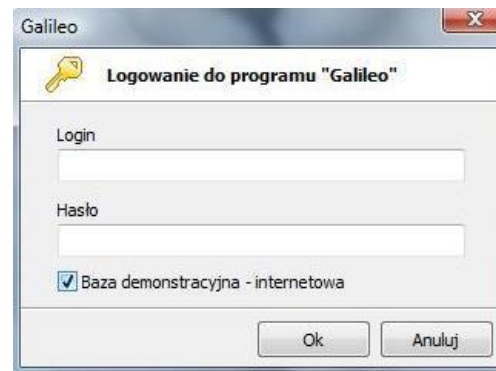 Galileo
Logowanie do programu "Galileo"
Login
Hasło
Baza demonstracyjna - internetowa
Ok
Anuluj